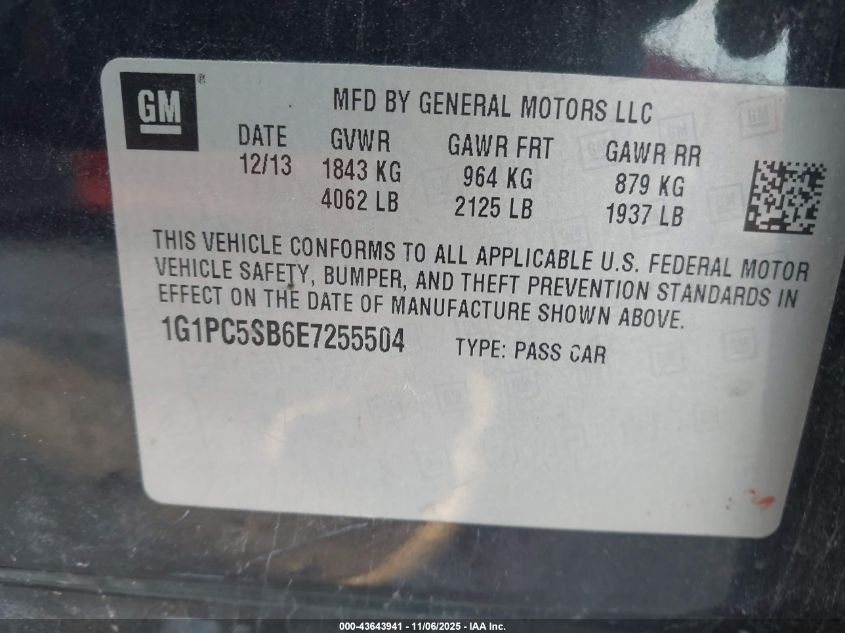 GM ®
MFD BY GENERAL MOTORS LLC
DATE GVWR GAWR FRT GAWR RR
12/13 1843 KG 964 KG 879 KG
4062 LB 2125 LB 1937 LB
THIS VEHICLE CONFORMS TO ALL APPLICABLE U.S. FEDERAL MOTOR
VEHICLE SAFETY, BUMPER, AND THEFT PREVENTION STANDARDS IN
EFFECT ON THE DATE OF MANUFACTURE SHOWN ABOVE.
1G1PC5SB6E7255504 TYPE: PASS CAR
000-43643941 - 11/06/2025 - IAA Inc.